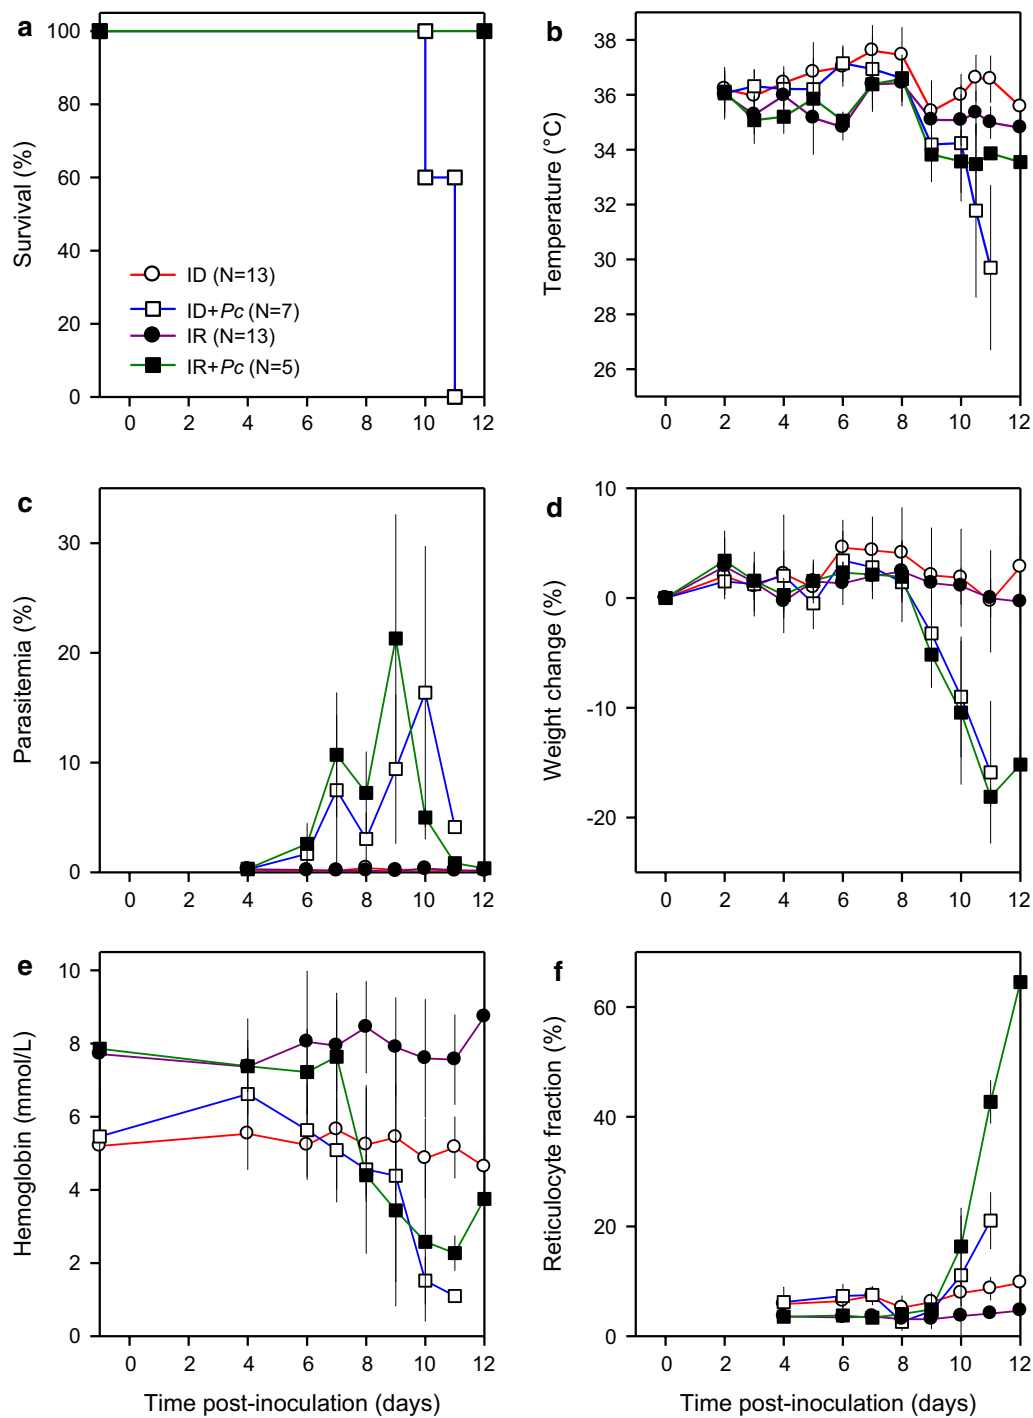 a
100
80
60
40
20
0
Survival (%)
ID (N=13)
ID+Pc (N=7)
IR (N=13)
IR+Pc (N=5)
0 2 4 6 8 10 12
b
38
36
34
32
30
28
26
Temperature (°C)
0 2 4 6 8 10 12
c
30
20
10
0
Parasitemia (%)
0 2 4 6 8 10 12
d
10
0
-10
-20
Weight change (%)
0 2 4 6 8 10 12
e
10
8
6
4
2
0
Hemoglobin (mmol/L)
0 2 4 6 8 10 12
Time post-inoculation (days)
f
60
40
20
0
Reticulocyte fraction (%)
0 2 4 6 8 10 12
Time post-inoculation (days)